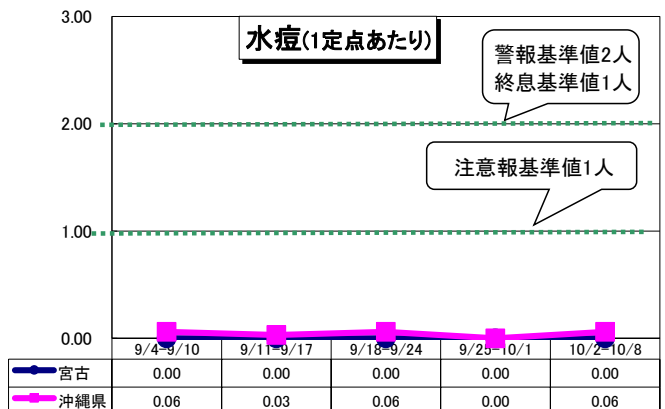 水痘(1定点あたり)
3.00
警報基準値2人
終息基準値1人
2.00
注意報基準値1人
1.00
0.00
9/4-9/10 9/11-9/17 9/18-9/24 9/25-10/1 10/2-10/8
宮古 0.00 0.00 0.00 0.00 0.00
沖縄県 0.06 0.03 0.06 0.00 0.06